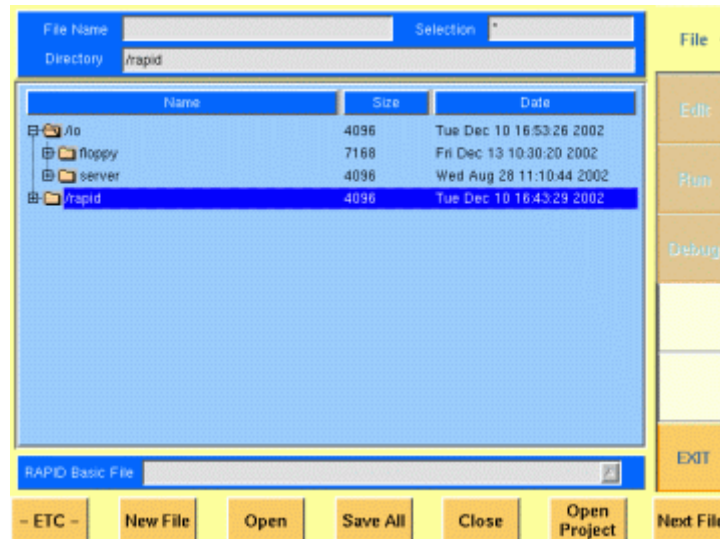 File Name Selection *
Directory /rapid
File
Name Size Date
Edit
/io 4096 Tue Dec 10 16:53:26 2002
floppy 7168 Fri Dec 13 10:30:20 2002
server 4096 Wed Aug 28 11:10:44 2002
/rapid 4096 Tue Dec 10 16:43:29 2002
Run
Debug
EXIT
RAPID Basic File
- ETC - New File Open Save All Close Open Project Next File